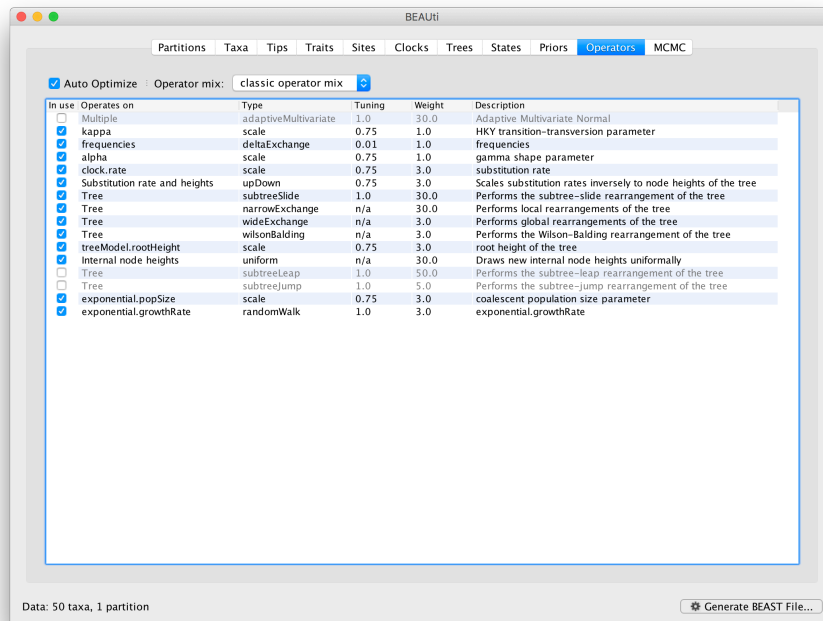 BEAUti
Partitions Taxa Tips Traits Sites Clocks Trees States Priors Operators MCMC
Auto Optimize Operator mix: classic operator mix
In use Operates on Type Tuning Weight Description
Multiple adaptiveMultivariate 1.0 30.0 Adaptive Multivariate Normal
kappa scale 0.75 1.0 HKY transition-transversion parameter
frequencies deltaExchange 0.01 1.0 frequencies
alpha scale 0.75 1.0 gamma shape parameter
clock.rate scale 0.75 3.0 substitution rate
Substitution rate and heights upDown 0.75 3.0 Scales substitution rates inversely to node heights of the tree
Tree subtreeSlide 1.0 30.0 Performs the subtree-slide rearrangement of the tree
Tree narrowExchange n/a 30.0 Performs local rearrangements of the tree
Tree wideExchange n/a 3.0 Performs global rearrangements of the tree
Tree wilsonBalding n/a 3.0 Performs the Wilson-Balding rearrangement of the tree
treeModel.rootHeight scale 0.75 3.0 root height of the tree
Internal node heights uniform n/a 30.0 Draws new internal node heights uniformally
Tree subtreeLeap 1.0 50.0 Performs the subtree-leap rearrangement of the tree
Tree subtreeJump 1.0 5.0 Performs the subtree-jump rearrangement of the tree
exponential.popSize scale 0.75 3.0 coalescent population size parameter
exponential.growthRate randomWalk 1.0 3.0 exponential.growthRate
Data: 50 taxa, 1 partition Generate BEAST File...